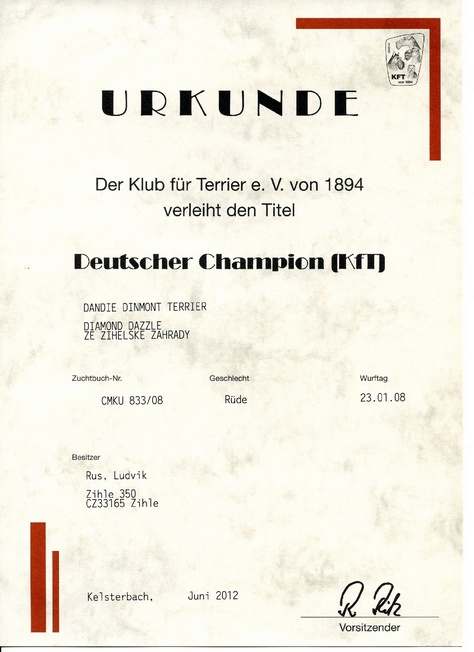 KFT
URKUNDE
Der Klub für Terrier e. V. von 1894
verleiht den Titel
Deutscher Champion (KfT)
DANDIE DINMONT TERRIER
DIAMOND DAZZLE
ZE ZIHELSKE ZAHRADY
Zuchtbuch-Nr. Geschlecht Wurftag
CMKU 833/08 Rüde 23.01.08
Besitzer
Rus, Ludvik
Zihle 350
CZ33165 Zihle
Kelsterbach, Juni 2012
Vorsitzender